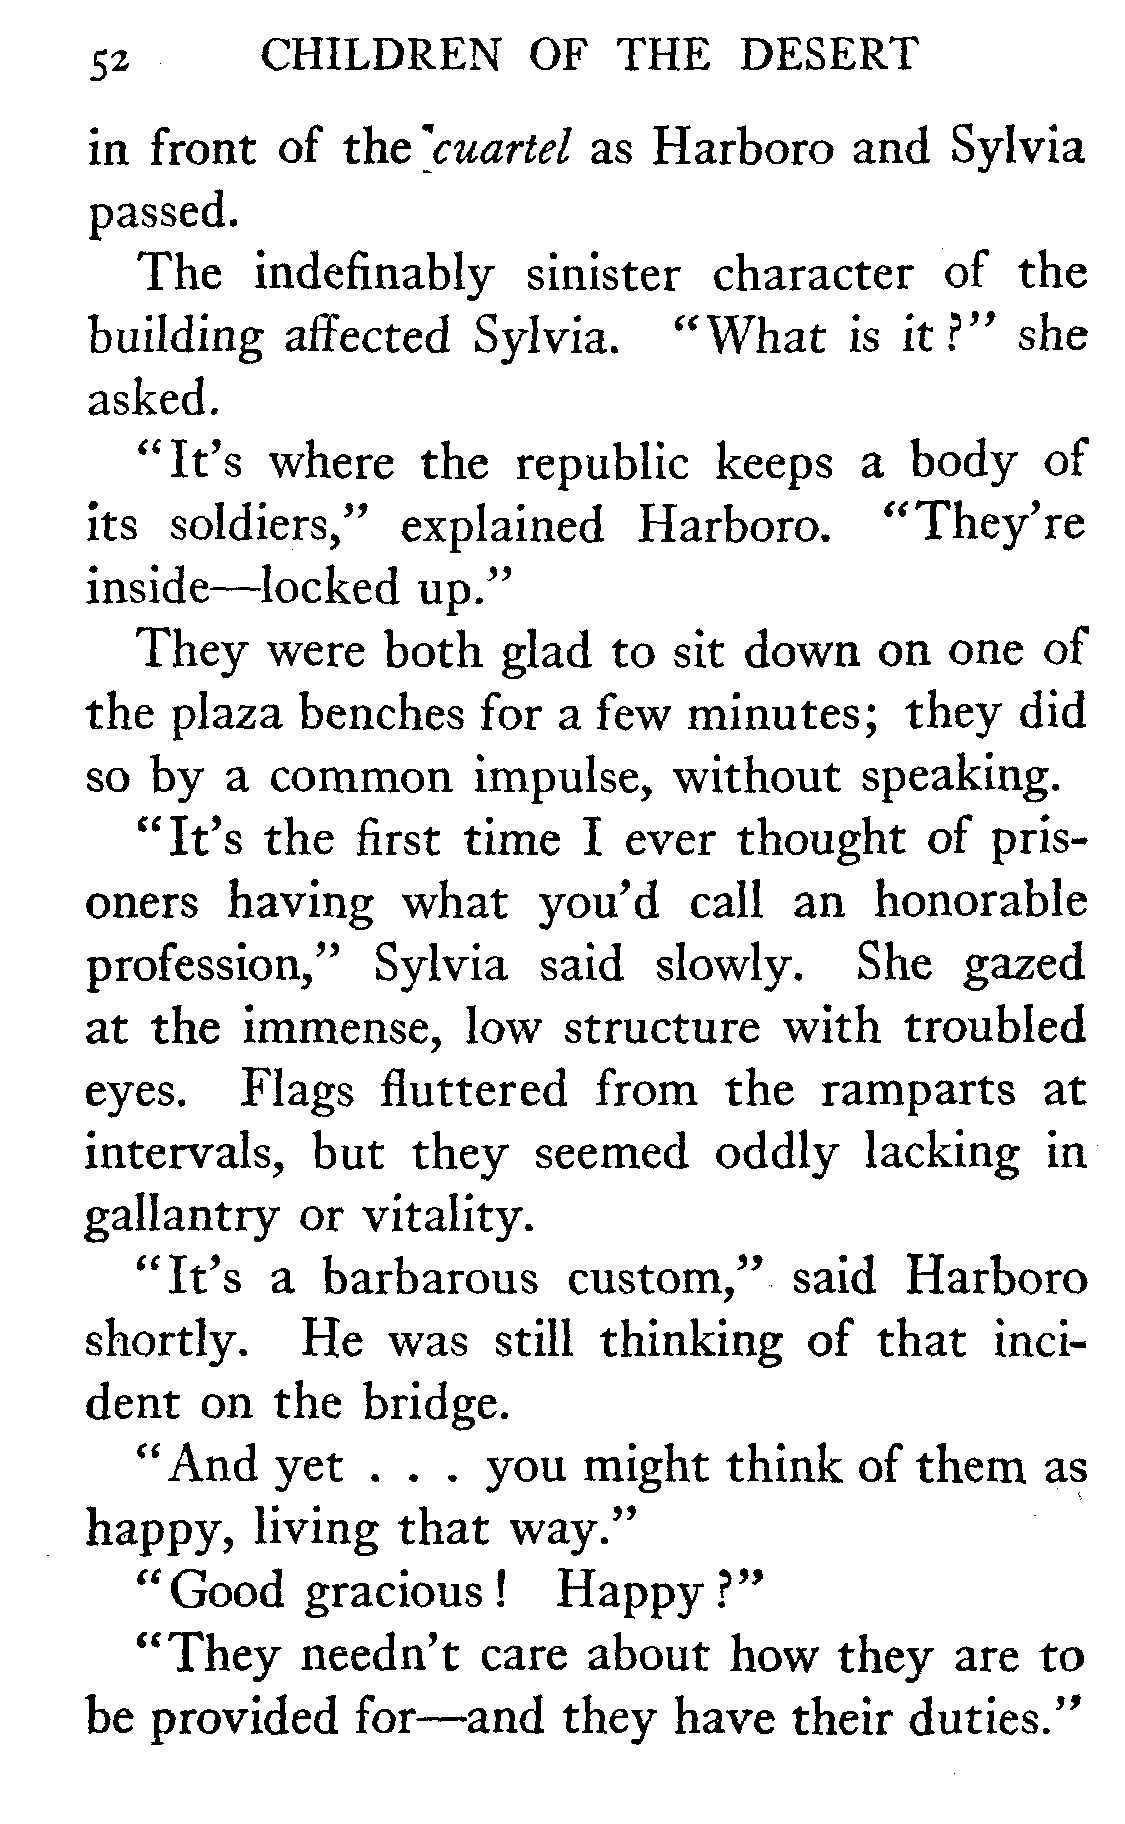 52 CHILDREN OF THE DESERT
in front of the cuartel as Harboro and Sylvia
passed.
The indefinably sinister character of the
building affected Sylvia. "What is it?" she
asked.
"It's where the republic keeps a body of
its soldiers," explained Harboro. "They're
inside—locked up."
They were both glad to sit down on one of
the plaza benches for a few minutes; they did
so by a common impulse, without speaking.
"It's the first time I ever thought of pris-
oners having what you'd call an honorable
profession," Sylvia said slowly. She gazed
at the immense, low structure with troubled
eyes. Flags fluttered from the ramparts at
intervals, but they seemed oddly lacking in
gallantry or vitality.
"It's a barbarous custom," said Harboro
shortly. He was still thinking of that inci-
dent on the bridge.
"And yet . . . you might think of them as
happy, living that way."
"Good gracious! Happy?"
"They needn't care about how they are to
be provided for—and they have their duties."